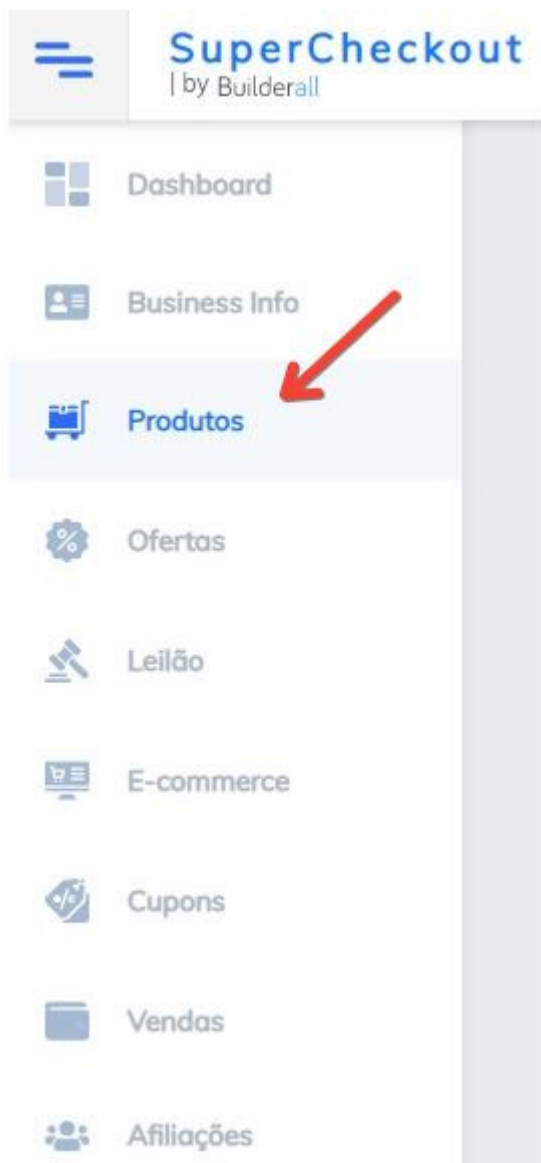 SuperCheckout
| by Builderall
Dashboard
Business Info
Produtos
Ofertas
Leilão
E-commerce
Cupons
Vendas
Afiliações